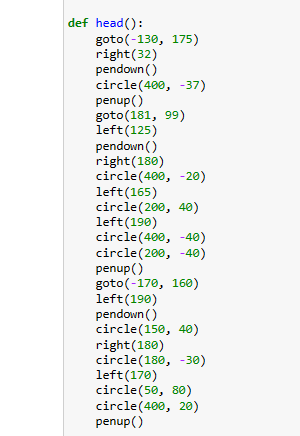 def head():
    goto(-130, 175)
    right(32)
    pendown()
    circle(400, -37)
    penup()
    goto(181, 99)
    left(125)
    pendown()
    right(180)
    circle(400, -20)
    left(165)
    circle(200, 40)
    left(190)
    circle(400, -40)
    circle(200, -40)
    penup()
    goto(-170, 160)
    left(190)
    pendown()
    circle(150, 40)
    right(180)
    circle(180, -30)
    left(170)
    circle(50, 80)
    circle(400, 20)
    penup()